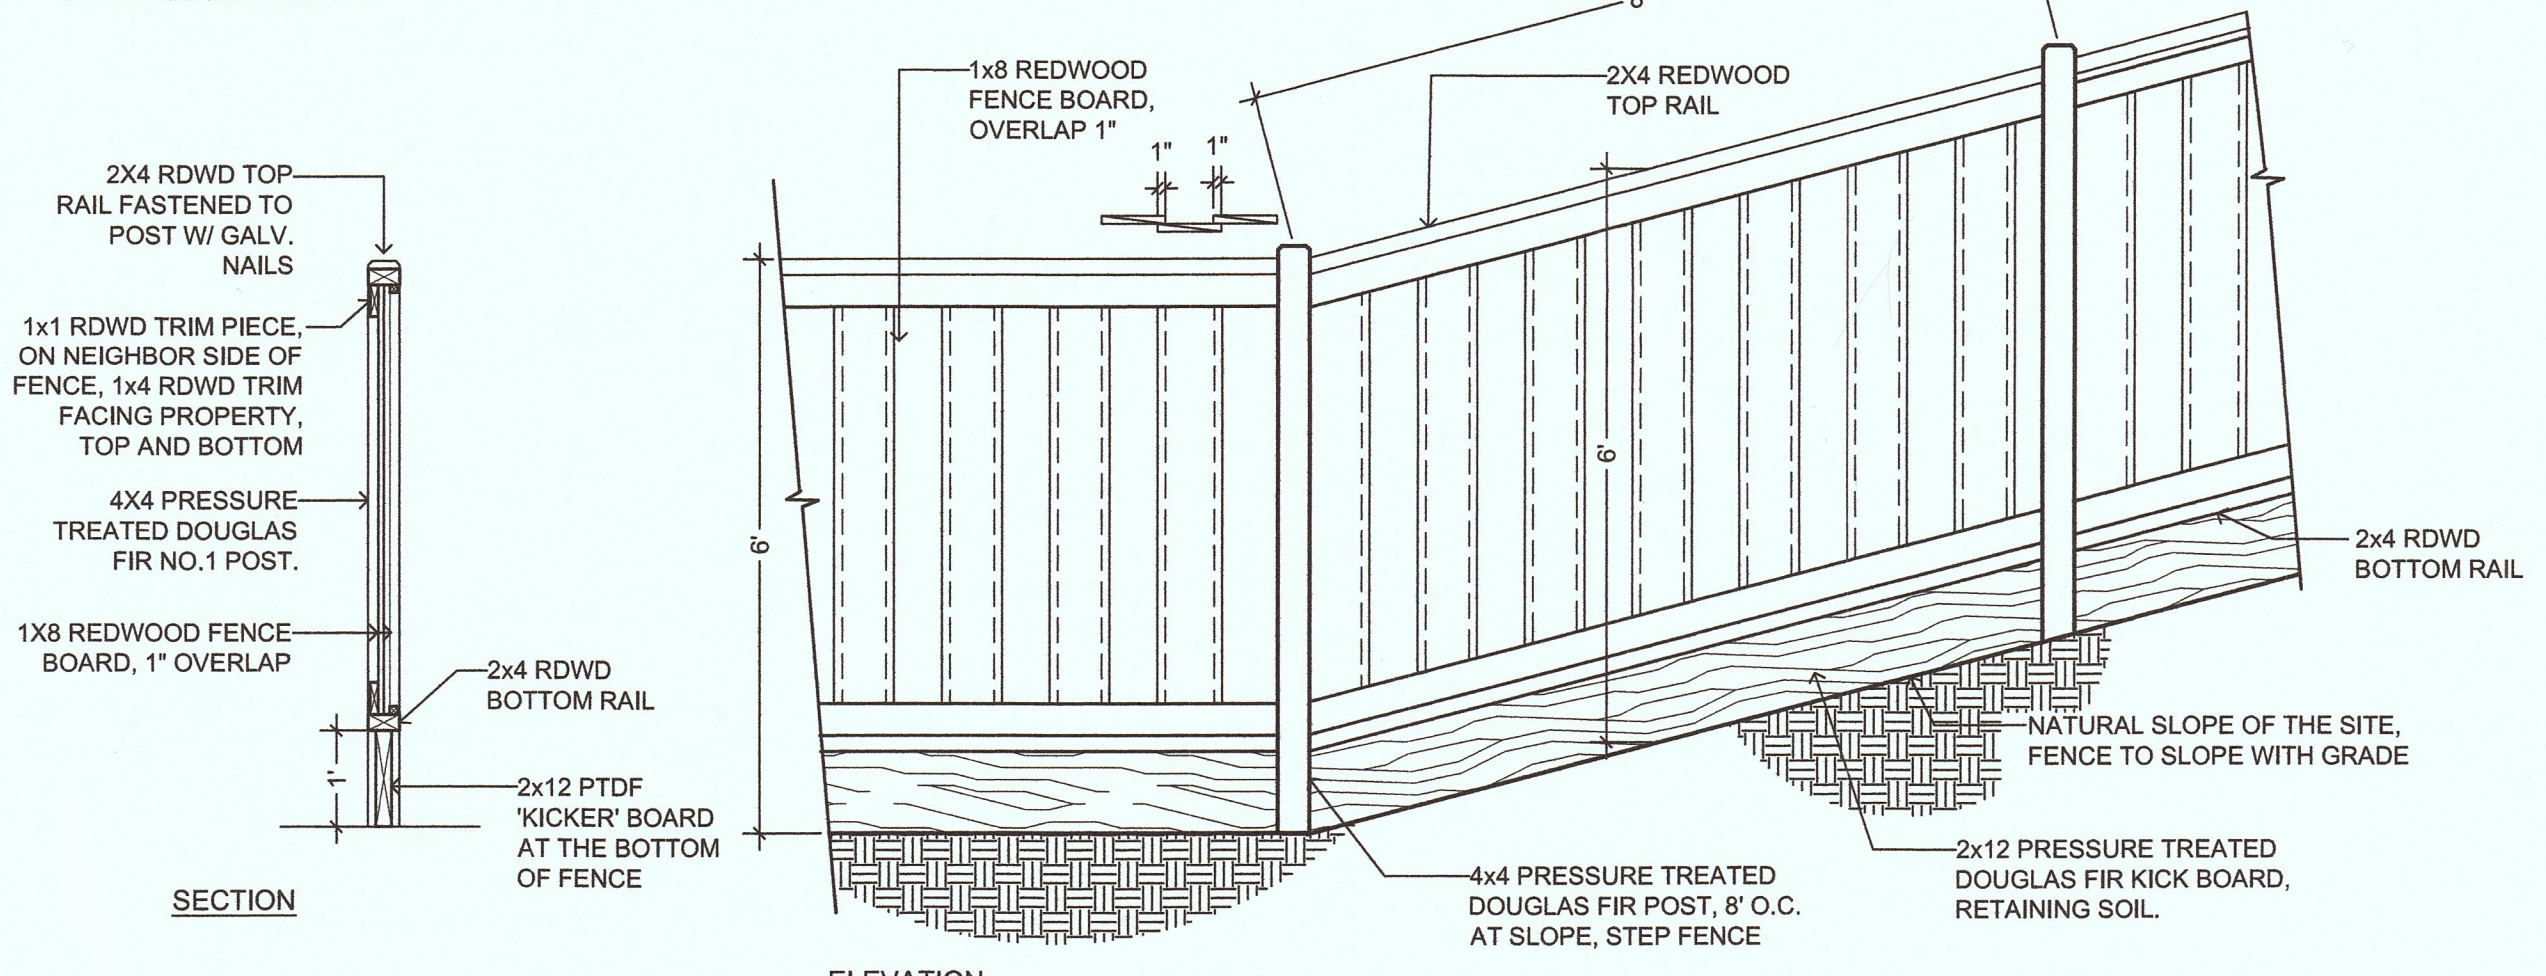 2X4 RDWD TOP
RAIL FASTENED TO
POST W/ GALV.
NAILS
1x1 RDWD TRIM PIECE,
ON NEIGHBOR SIDE OF
FENCE, 1x4 RDWD TRIM
FACING PROPERTY,
TOP AND BOTTOM
4X4 PRESSURE
TREATED DOUGLAS
FIR NO.1 POST.
1X8 REDWOOD FENCE
BOARD, 1" OVERLAP
2x4 RDWD
BOTTOM RAIL
1'
2x12 PTDF
'KICKER' BOARD
AT THE BOTTOM
OF FENCE
SECTION
1x8 REDWOOD
FENCE BOARD,
OVERLAP 1"
1"
1"
2X4 REDWOOD
TOP RAIL
6'
6'
2x4 RDWD
BOTTOM RAIL
NATURAL SLOPE OF THE SITE,
FENCE TO SLOPE WITH GRADE
2x12 PRESSURE TREATED
DOUGLAS FIR KICK BOARD,
RETAINING SOIL.
4x4 PRESSURE TREATED
DOUGLAS FIR POST, 8' O.C.
AT SLOPE, STEP FENCE
ELEVATION